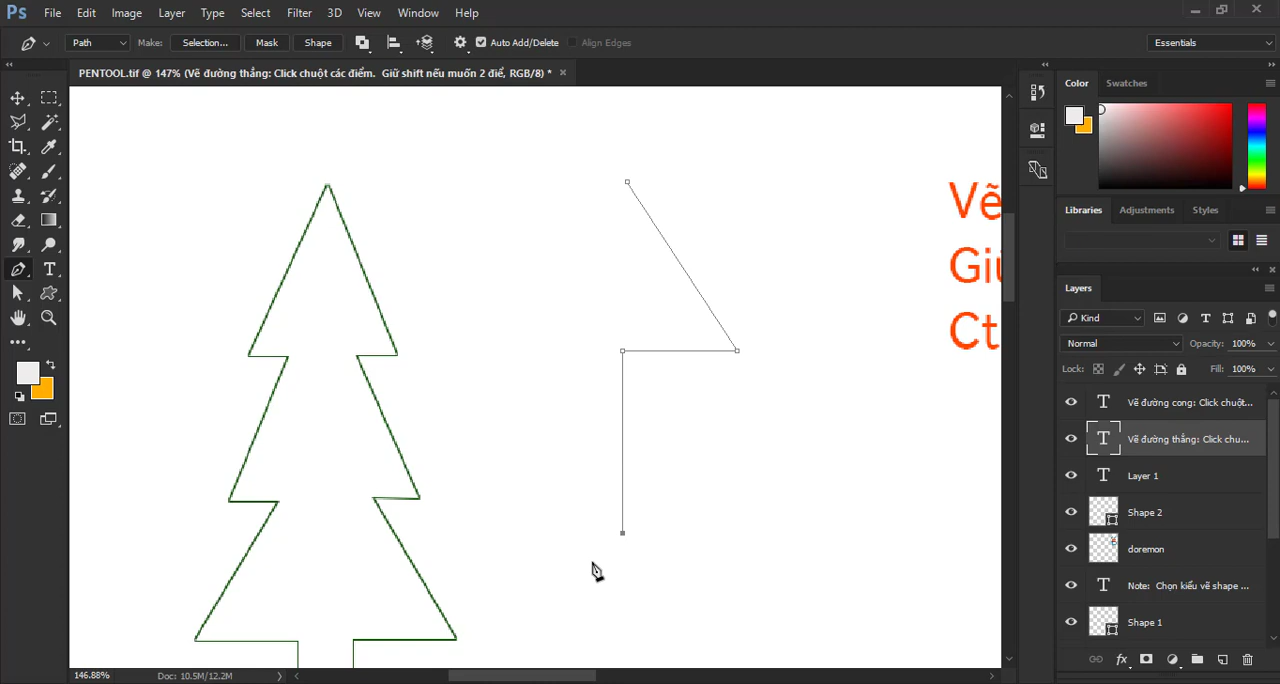 Ps File Edit Image Layer Type Select Filter 3D View Window Help
Path Make: Selection... Mask Shape Auto Add/Delete Align Edges Essentials
PENTOOL.tif @ 147% (Vẽ đường thẳng: Click chuột các điểm. Giữ shift nếu muốn 2 điể, RGB/8) * ×
Color Swatches
Vẽ
Giữ
Ct
Libraries Adjustments Styles
Layers
Kind
Normal Opacity: 100%
Lock: Fill: 100%
Vẽ đường cong: Click chuột...
Vẽ đường thẳng: Click chu...
Layer 1
Shape 2
doremon
Note: Chọn kiểu vẽ shape ...
Shape 1
146.88% Doc: 10.5M/12.2M